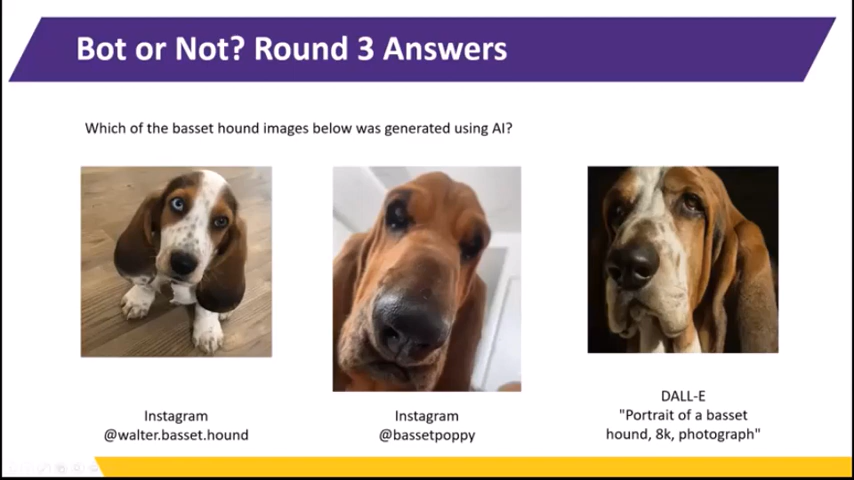 Bot or Not? Round 3 Answers
Which of the basset hound images below was generated using AI?
Instagram
@walter.basset.hound
Instagram
@bassetpoppy
DALL-E
"Portrait of a basset
hound, 8k, photograph"